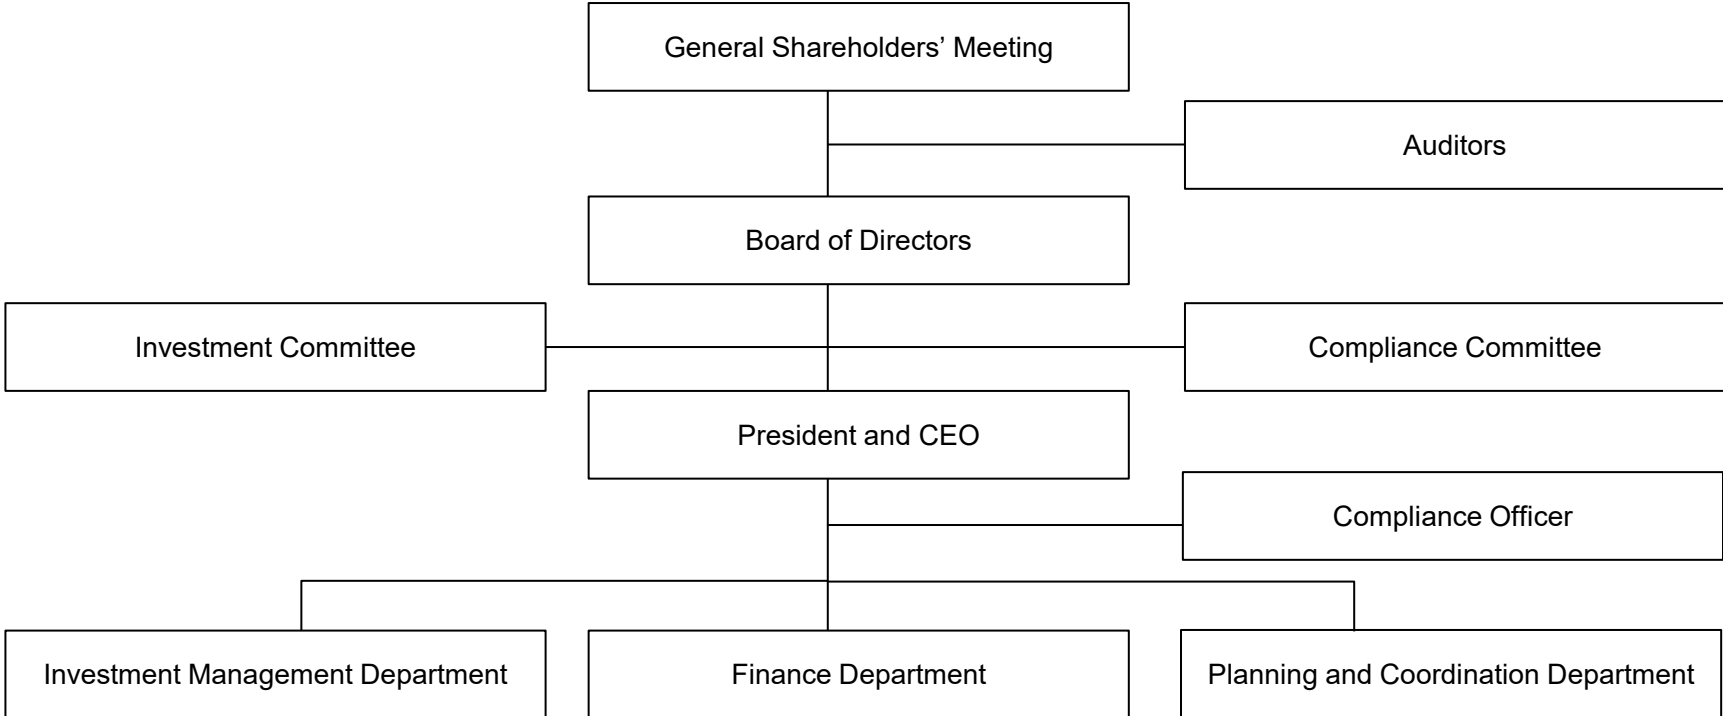 General Shareholders’ Meeting
Auditors
Board of Directors
Investment Committee
Compliance Committee
President and CEO
Compliance Officer
Investment Management Department
Finance Department
Planning and Coordination Department